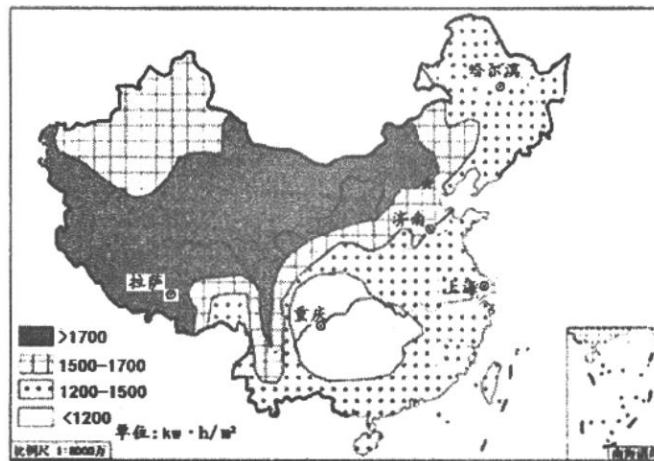 哈尔滨
济南
拉萨
上海
重庆
>1700
1500-1700
1200-1500
<1200
单位:kw·h/m²
比例尺 1:8000万
南海诸岛